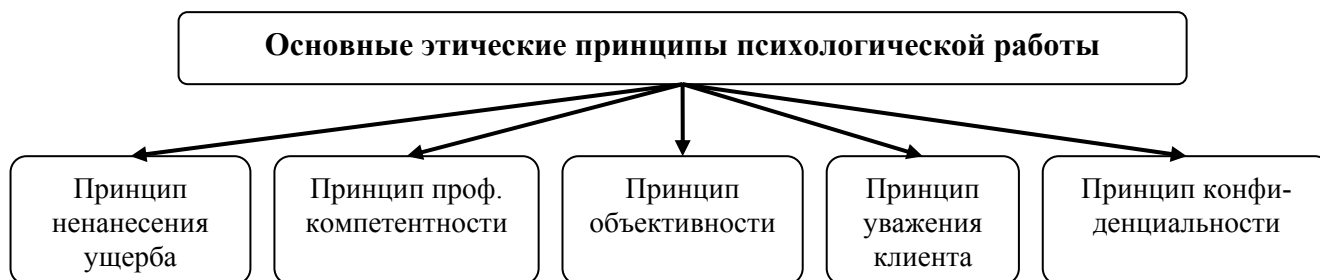 Основные этические принципы психологической работы
Принцип
ненанесения
ущерба
Принцип проф.
компетентности
Принцип
объективности
Принцип
уважения
клиента
Принцип конфи-
денциальности